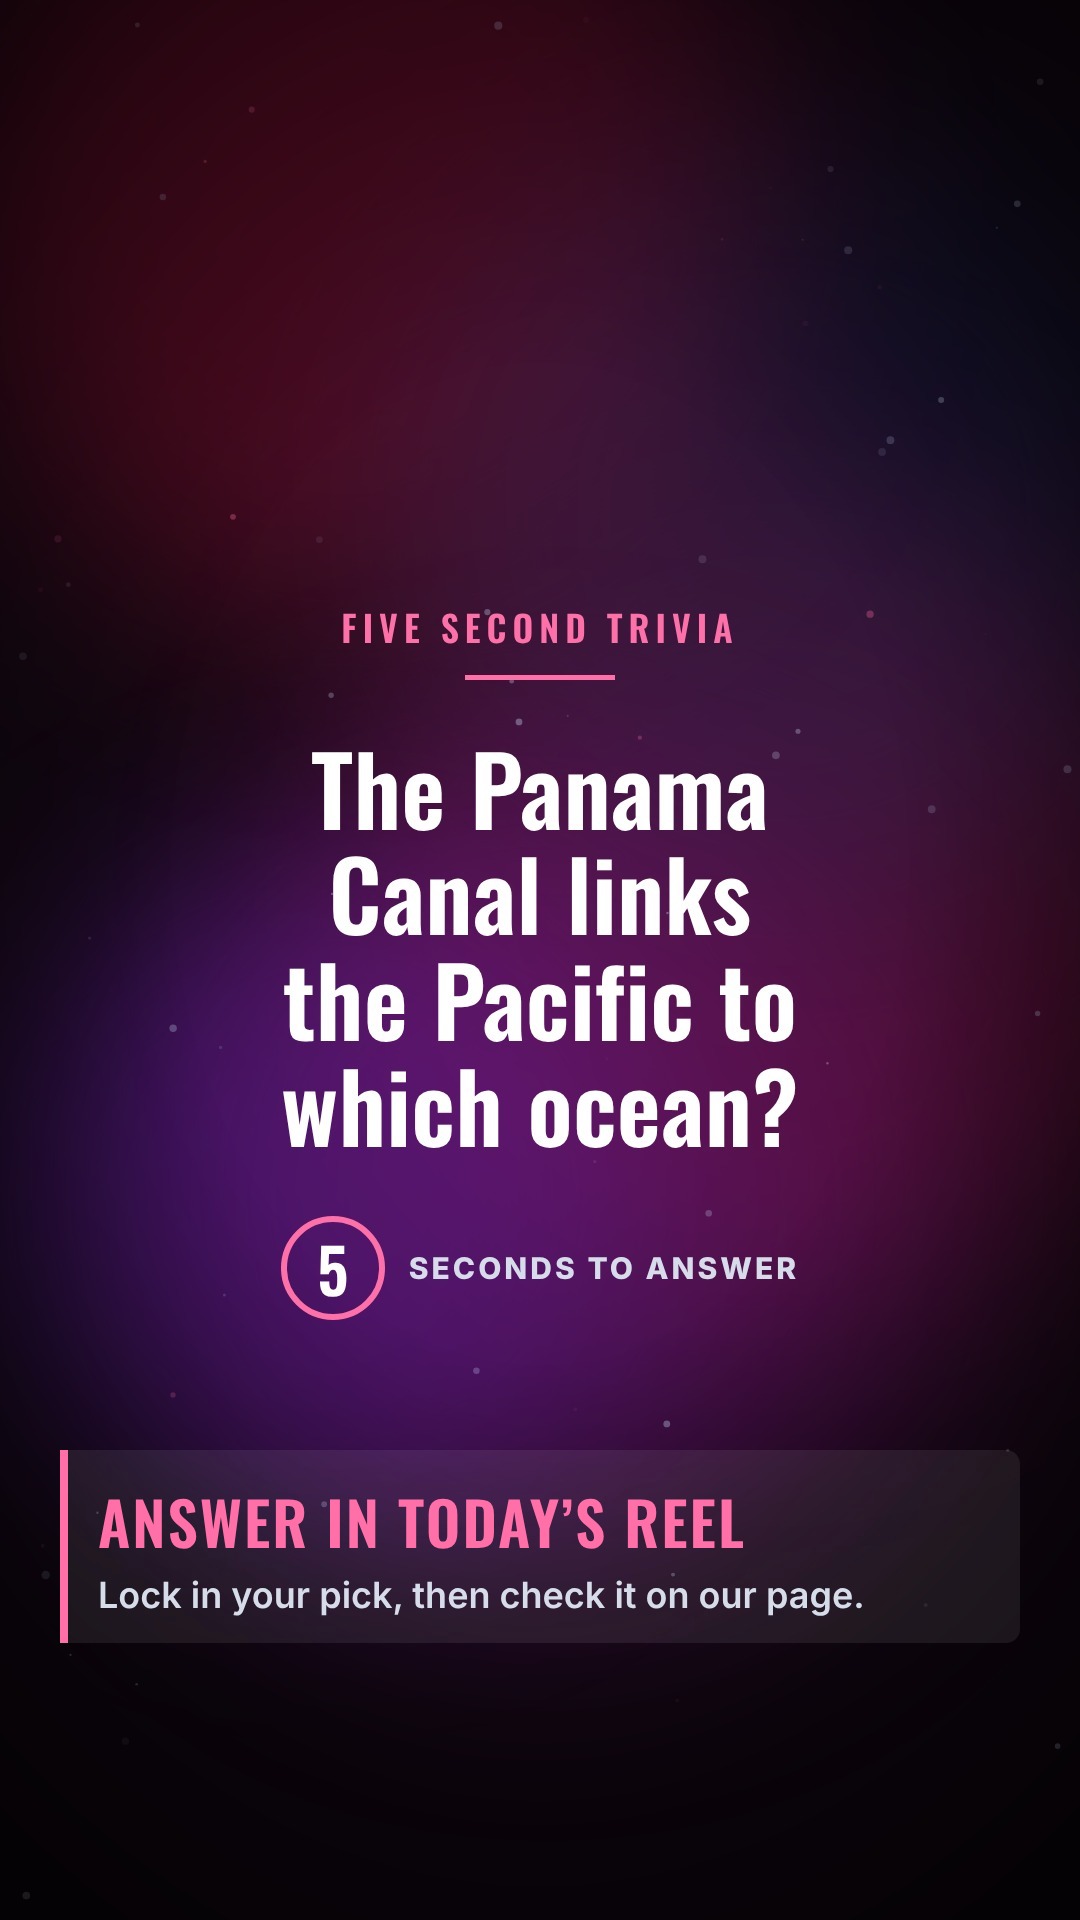 FIVE SECOND TRIVIA
The Panama
Canal links
the Pacific to
which ocean?
5 SECONDS TO ANSWER
ANSWER IN TODAY’S REEL
Lock in your pick, then check it on our page.